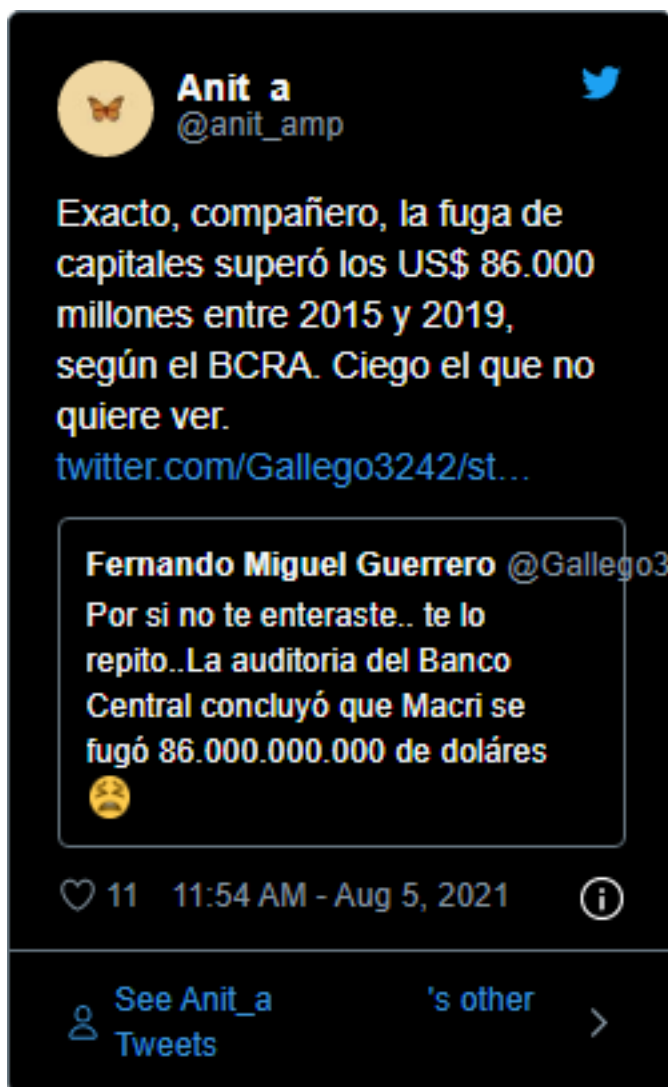 Anit a
@anit_amp
Exacto, compañero, la fuga de
capitales superó los US$ 86.000
millones entre 2015 y 2019,
según el BCRA. Ciego el que no
quiere ver.
twitter.com/Gallego3242/st…
Fernando Miguel Guerrero @Gallego3
Por si no te enteraste.. te lo
repito..La auditoria del Banco
Central concluyó que Macri se
fugó 86.000.000.000 de doláres
😫
11 11:54 AM - Aug 5, 2021
See Anit_a 's other
Tweets